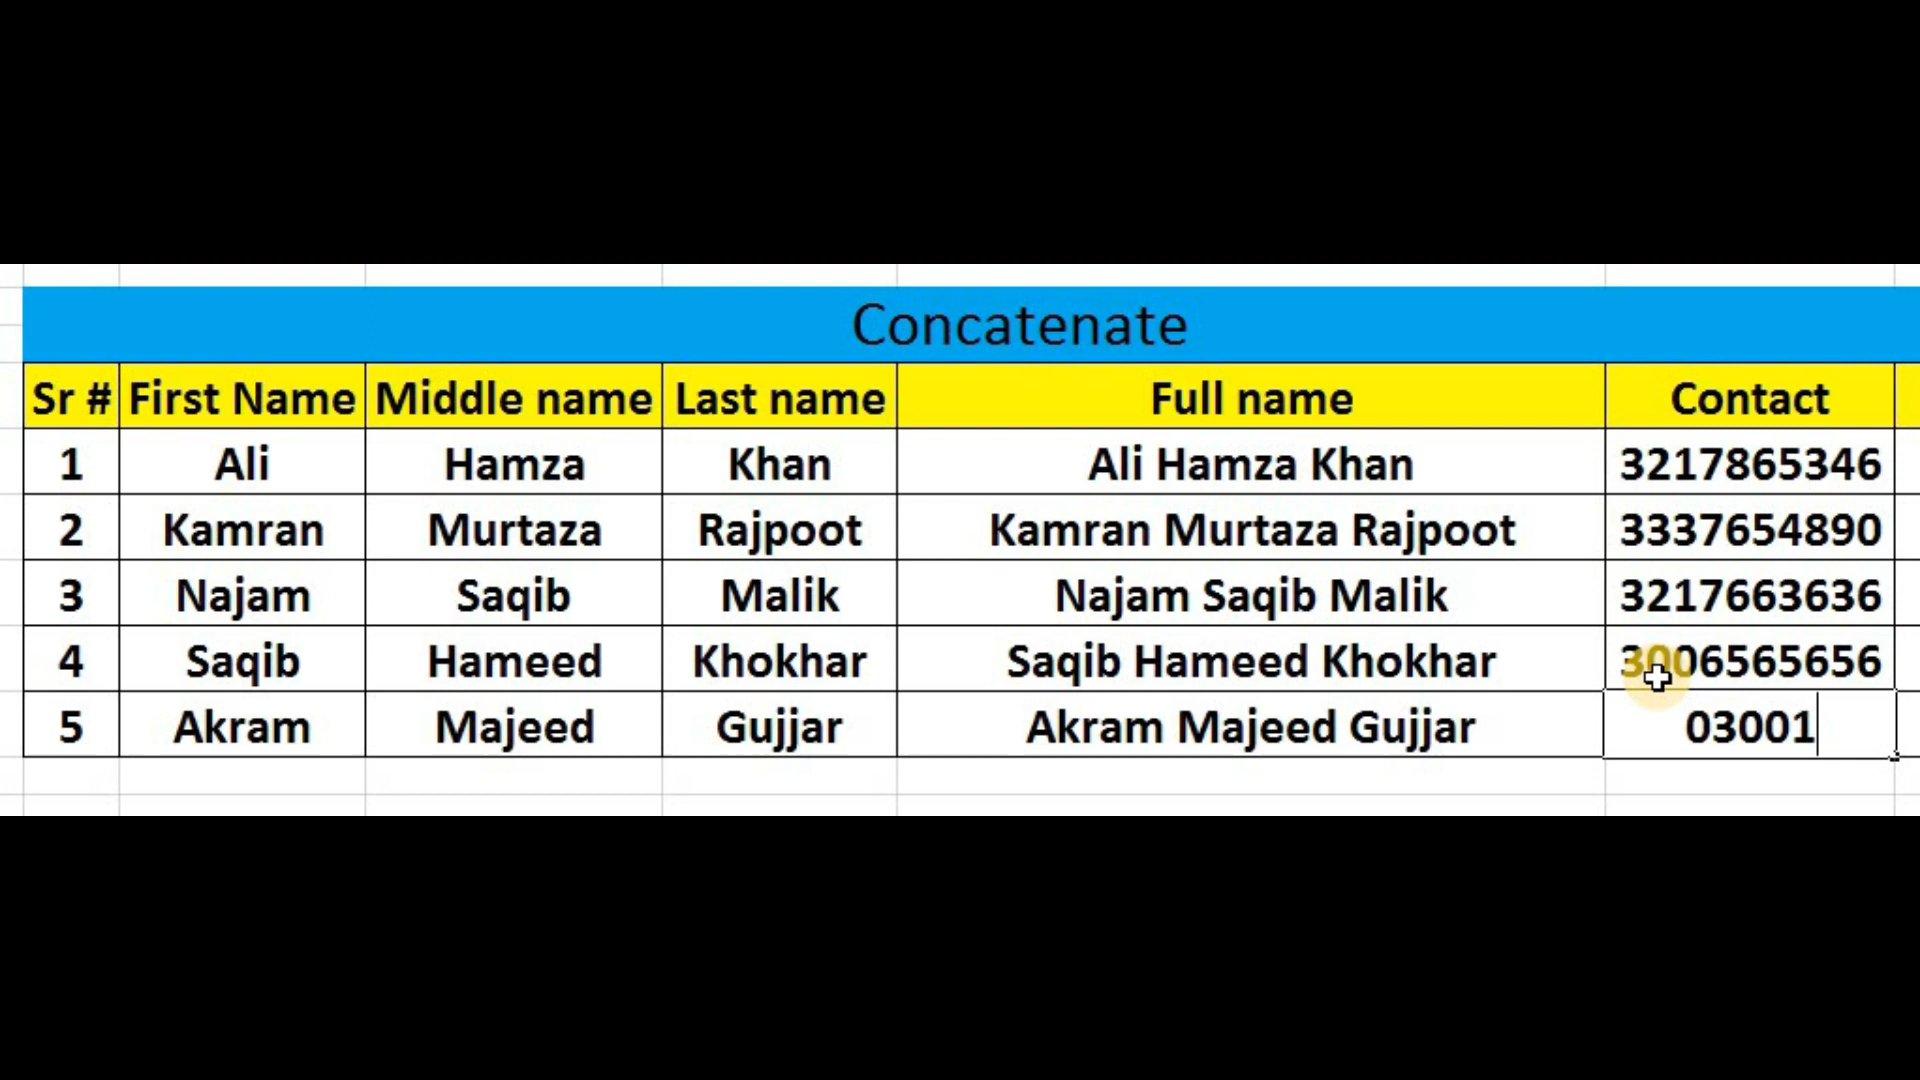 Concatenate
Sr # First Name Middle name Last name Full name Contact
1 Ali Hamza Khan Ali Hamza Khan 3217865346
2 Kamran Murtaza Rajpoot Kamran Murtaza Rajpoot 3337654890
3 Najam Saqib Malik Najam Saqib Malik 3217663636
4 Saqib Hameed Khokhar Saqib Hameed Khokhar 3006565656
5 Akram Majeed Gujjar Akram Majeed Gujjar 03001